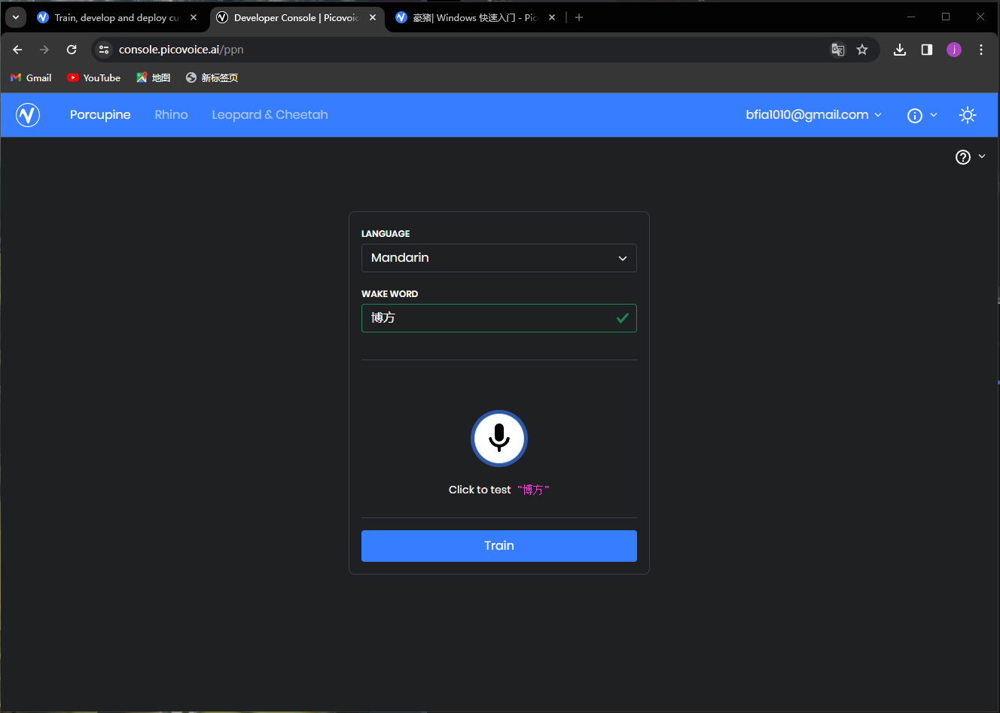 Train, develop and deploy cu
Developer Console | Picovoic
豪猪| Windows 快速入门 - Pic
console.picovoice.ai/ppn
j
Gmail
YouTube
地图
新标签页
Porcupine
Rhino
Leopard & Cheetah
bfia1010@gmail.com
LANGUAGE
Mandarin
WAKE WORD
博方
Click to test "博方"
Train